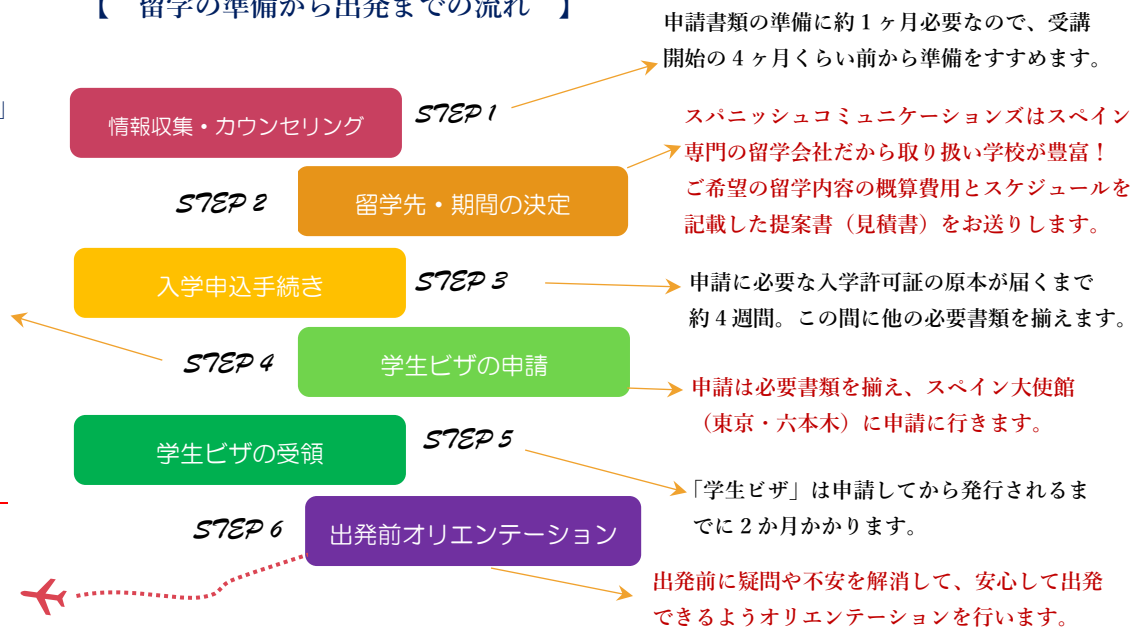 【 留学の準備から出発までの流れ 】
申請書類の準備に約1ヶ月必要なので、受講
開始の4ヶ月くらい前から準備をすすめます。
」
情報収集・カウンセリング
STEP 1
スパニッシュコミュニケーションズはスペイン
専門の留学会社だから取り扱い学校が豊富！
ご希望の留学内容の概算費用とスケジュールを
記載した提案書（見積書）をお送りします。
STEP 2
留学先・期間の決定
入学申込手続き
STEP 3
申請に必要な入学許可証の原本が届くまで
約4週間。この間に他の必要書類を揃えます。
STEP 4
学生ビザの申請
申請は必要書類を揃え、スペイン大使館
（東京・六本木）に申請に行きます。
学生ビザの受領
STEP 5
「学生ビザ」は申請してから発行されるま
でに2か月かかります。
STEP 6
出発前オリエンテーション
出発前に疑問や不安を解消して、安心して出発
できるようオリエンテーションを行います。